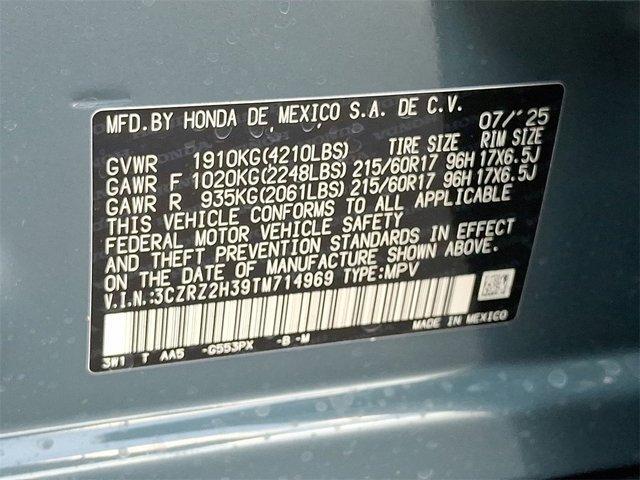 MFD.BY HONDA DE MEXICO S.A. DE C.V. 07/'25
TIRE SIZE RIM SIZE
GVWR 1910KG(4210LBS)
GAWR F 1020KG(2248LBS) 215/60R17 96H 17X6.5J
GAWR R 935KG(2061LBS) 215/60R17 96H 17X6.5J
THIS VEHICLE CONFORMS TO ALL APPLICABLE
FEDERAL MOTOR VEHICLE SAFETY
AND THEFT PREVENTION STANDARDS IN EFFECT
ON THE DATE OF MANUFACTURE SHOWN ABOVE.
V.I.N.:3CZRZ2H39TM714969 TYPE:MPV
3W1 T AA5 -G553PX -B -M
MADE IN MEXICO